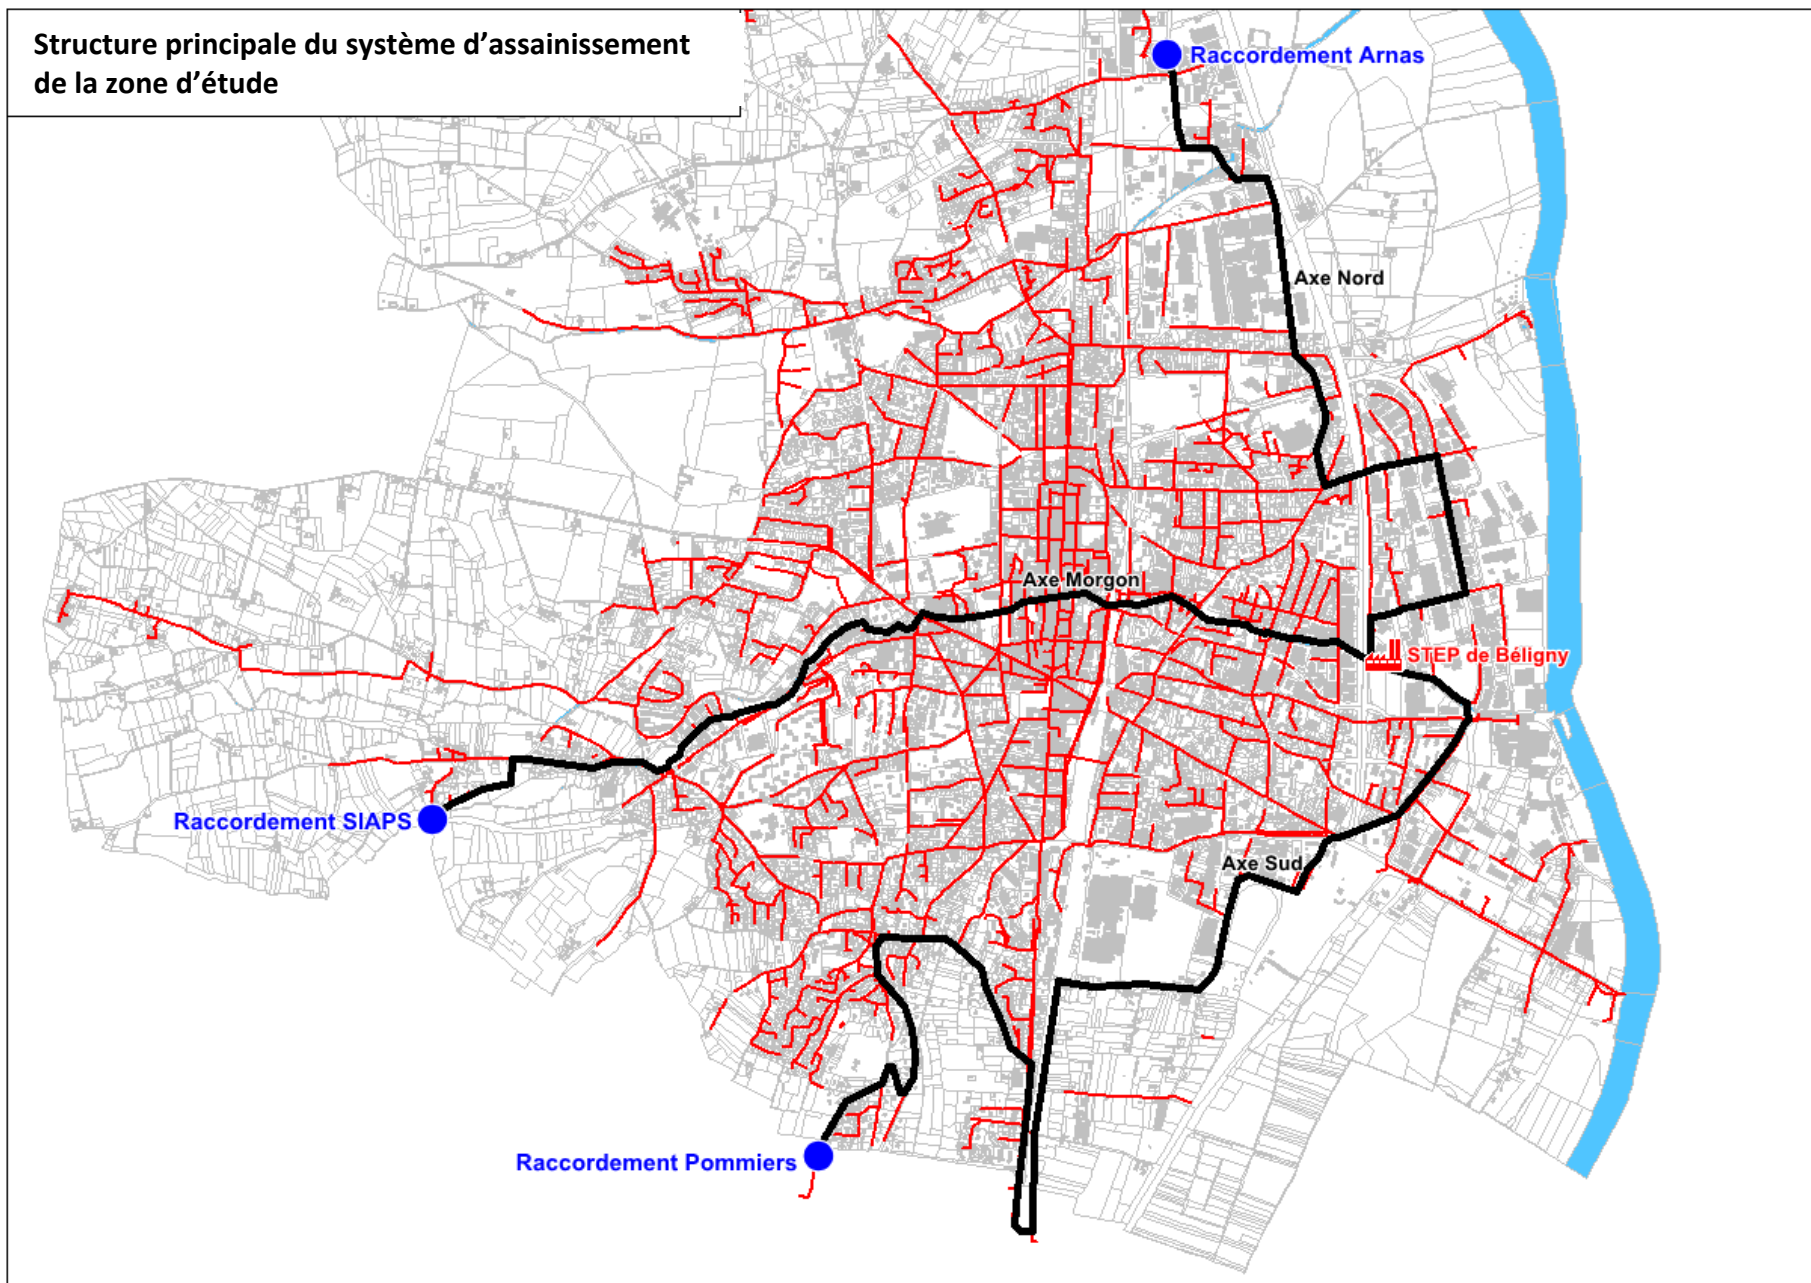 Structure principale du système d’assainissement
de la zone d’étude
Raccordement Arnas
Axe Nord
Axe Morgon
STEP de Béligny
Raccordement SIAPS
Axe Sud
Raccordement Pommiers